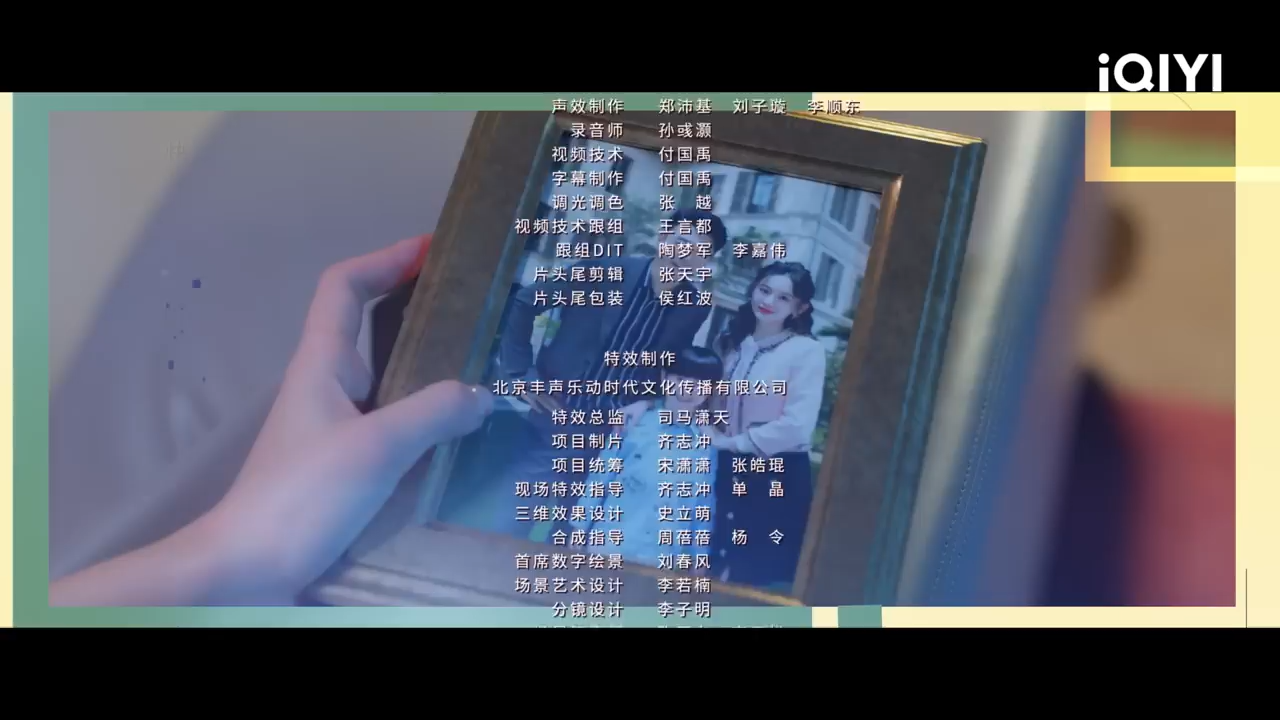 iQIYI
声效制作 郑沛基 刘子璇 李顺东
录音师 孙彧灏
视频技术 付国禹
字幕制作 付国禹
调光调色 张 越
视频技术跟组 王言都
跟组DIT 陶梦军 李嘉伟
片头尾剪辑 张天宇
片头尾包装 侯红波
特效制作
北京丰声乐动时代文化传播有限公司
特效总监 司马潇天
项目制片 齐志冲
项目统筹 宋潇潇 张皓琨
现场特效指导 齐志冲 单 晶
三维效果设计 史立萌
合成指导 周蓓蓓 杨 令
首席数字绘景 刘春风
场景艺术设计 李若楠
分镜设计 李子明